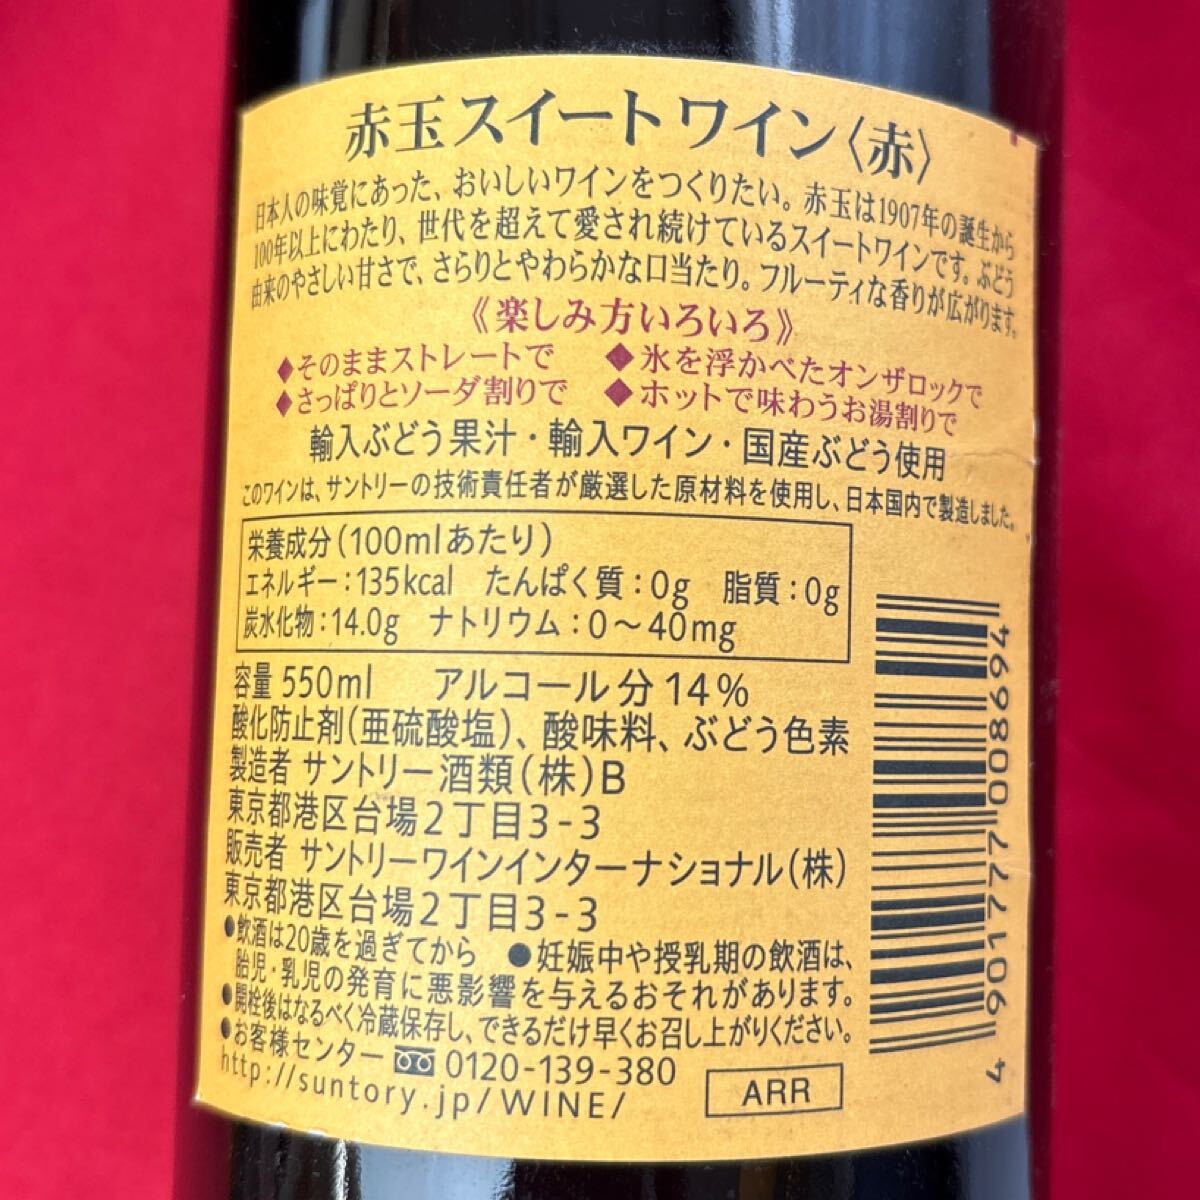 赤玉スイートワイン〈赤〉
日本人の味覚にあった、おいしいワインをつくりたい。赤玉は1907年の誕生から
100年以上にわたり、世代を超えて愛され続けているスイートワインです。ぶどう
由来のやさしい甘さで、さらりとやわらかな口当たり。フルーティな香りが広がります。
《楽しみ方いろいろ》
◆そのままストレートで ◆氷を浮かべたオンザロックで
◆さっぱりとソーダ割りで ◆ホットで味わうお湯割りで
輸入ぶどう果汁・輸入ワイン・国産ぶどう使用
このワインは、サントリーの技術責任者が厳選した原材料を使用し、日本国内で製造しました。
栄養成分(100mlあたり)
エネルギー:135kcal たんぱく質:0g 脂質:0g
炭水化物:14.0g ナトリウム:0～40mg
容量 550ml アルコール分 14%
酸化防止剤(亜硫酸塩)、酸味料、ぶどう色素
製造者 サントリー酒類(株)B
東京都港区台場2丁目3-3
販売者 サントリーワインインターナショナル(株)
東京都港区台場2丁目3-3
●飲酒は20歳を過ぎてから ●妊娠中や授乳期の飲酒は、
胎児・乳児の発育に悪影響を与えるおそれがあります。
●開栓後はなるべく冷蔵保存し、できるだけ早くお召し上がりください。
●お客様センター 0120-139-380
http://suntory.jp/WINE/
ARR
4 901777 008694